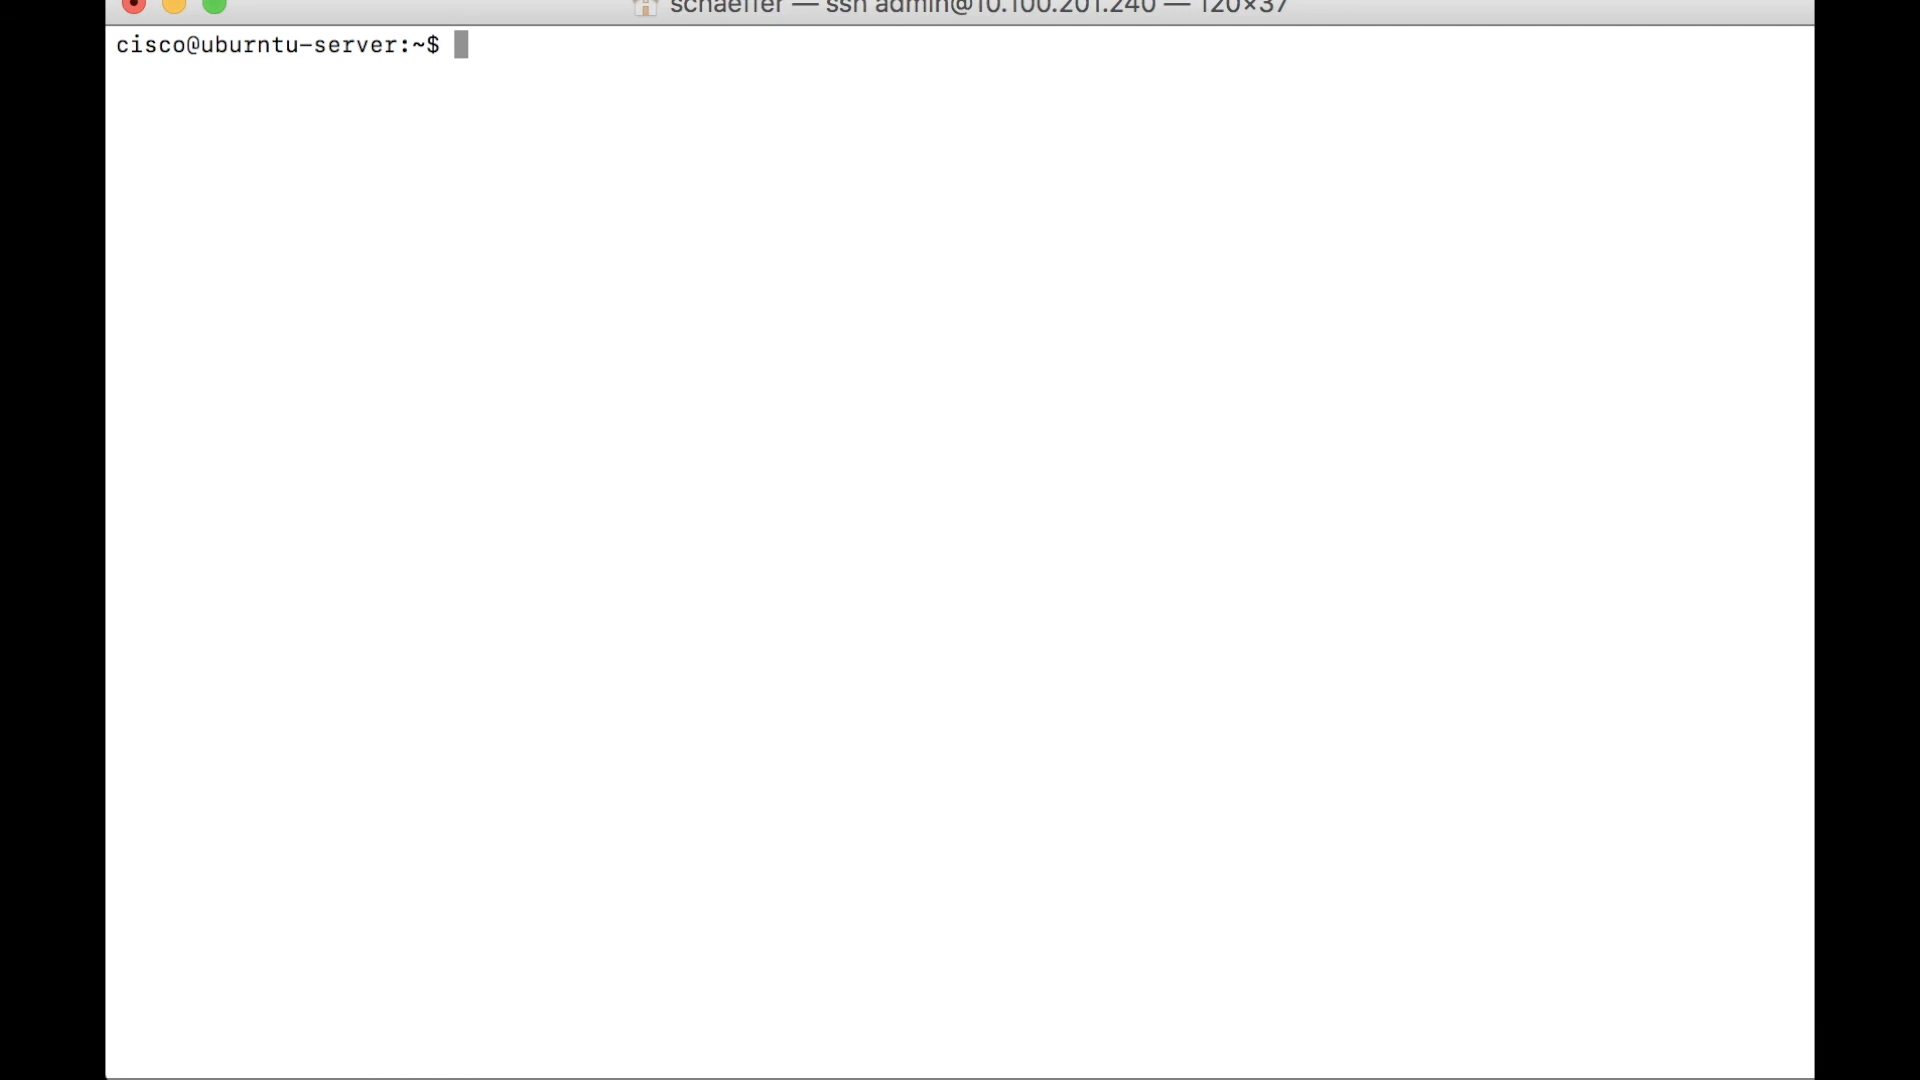 schaeffer — ssh admin@10.100.201.240 — 120×37
cisco@uburntu-server:~$